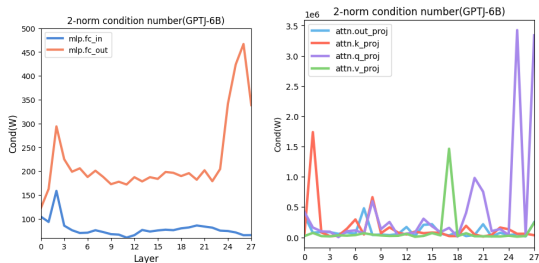 2-norm condition number(GPTJ-6B)
mlp.fc_in
mlp.fc_out
Cond(W)
500
450
400
350
300
250
200
150
100
0 3 6 9 12 15 18 21 24 27
Layer
2-norm condition number(GPTJ-6B)
1e6
attn.out_proj
attn.k_proj
attn.q_proj
attn.v_proj
Cond(W)
3.5
3.0
2.5
2.0
1.5
1.0
0.5
0.0
0 3 6 9 12 15 18 21 24 27